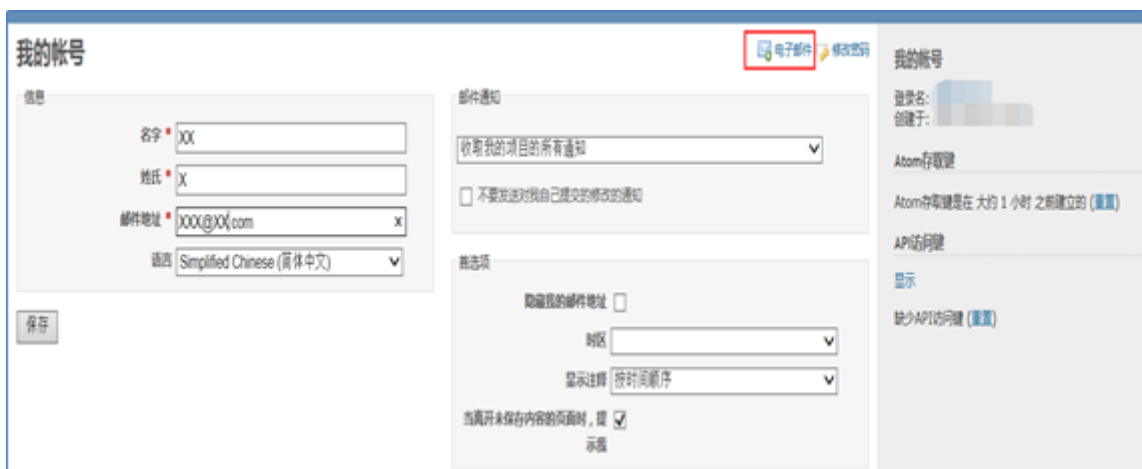 我的帐号
电子邮件 修改密码
信息
名字 * XX
姓氏 * X
邮件地址 * XXX@XX.com x
语言 Simplified Chinese (简体中文)
保存
邮件通知
收取我的项目的所有通知
不要发送对我自己提交的修改的通知
首选项
隐藏我的邮件地址
时区
显示注释 按时间顺序
当离开未保存内容的页面时，提
示我
我的帐号
登录名:
创建于:
Atom存取键
Atom存取键是在 大约 1 小时 之前建立的 (重置)
API访问键
显示
缺少API访问键 (重置)